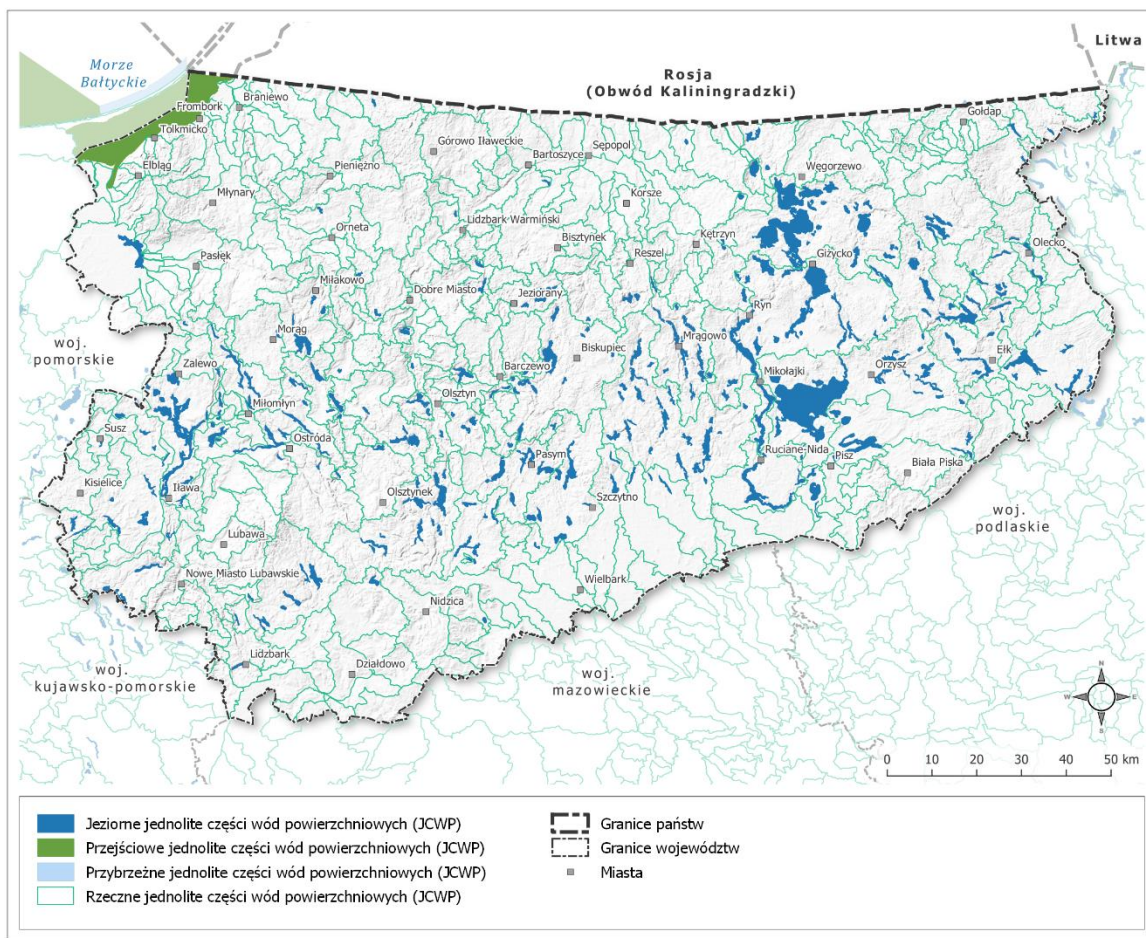 Morze
Bałtyckie
Litwa
Rosja
(Obwód Kaliningradzki)
Frombork
Braniewo
Tolkmicko
Gołdap
Górowo Iławeckie
Sępopol
Bartoszyce
Elbląg
Pieniężno
Węgorzewo
Młynary
Korsze
Lidzbark Warmiński
Orneta
Bisztynek
Kętrzyn
Olecko
Pasłęk
Reszel
Giżycko
Miłakowo
Dobre Miasto
Jeziorany
Ryn
woj.
pomorskie
Morąg
Mrągowo
Biskupiec
Ełk
Zalewo
Barczewo
Mikołajki
Orzysz
Olsztyn
Miłomłyn
Susz
Ostróda
Ruciane-Nida
Pasym
Pisz
Biała Piska
Kisielice
Iława
Olsztynek
Szczytno
woj.
podlaskie
Lubawa
Nowe Miasto Lubawskie
Wielbark
Nidzica
Lidzbark
Działdowo
woj.
kujawsko-pomorskie
woj.
mazowieckie
N
W E
S
0 10 20 30 40 50 km
Jeziorne jednolite części wód powierzchniowych (JCWP)
Przejściowe jednolite części wód powierzchniowych (JCWP)
Przybrzeżne jednolite części wód powierzchniowych (JCWP)
Rzeczne jednolite części wód powierzchniowych (JCWP)
Granice państw
Granice województw
Miasta